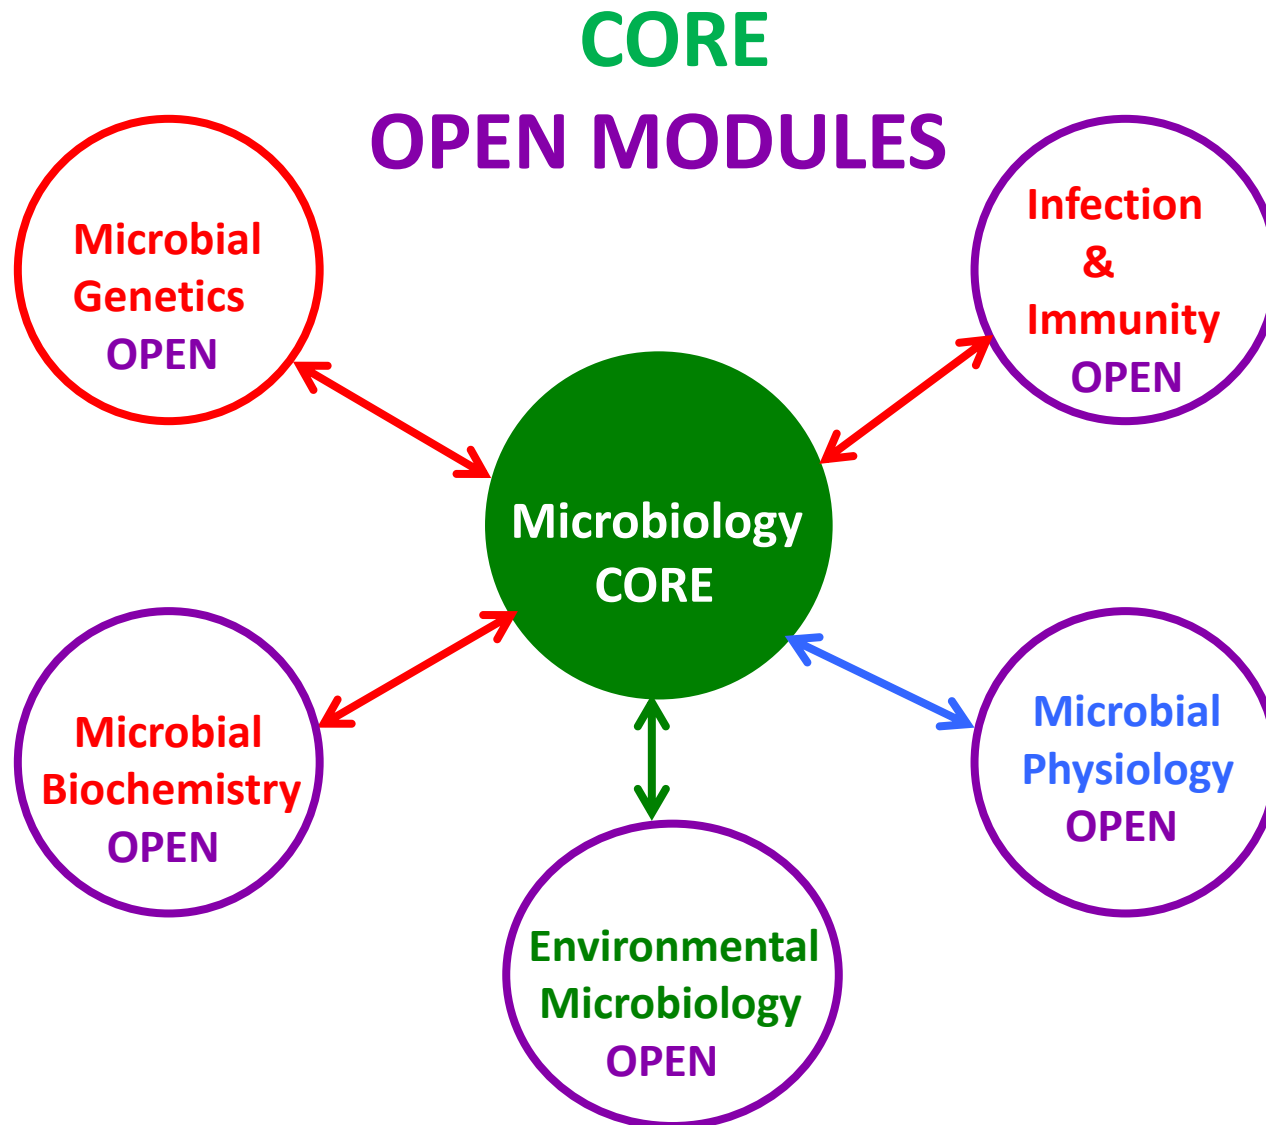 CORE
OPEN MODULES
Microbial
Genetics
OPEN
Infection
&
Immunity
OPEN
Microbiology
CORE
Microbial
Biochemistry
OPEN
Microbial
Physiology
OPEN
Environmental
Microbiology
OPEN